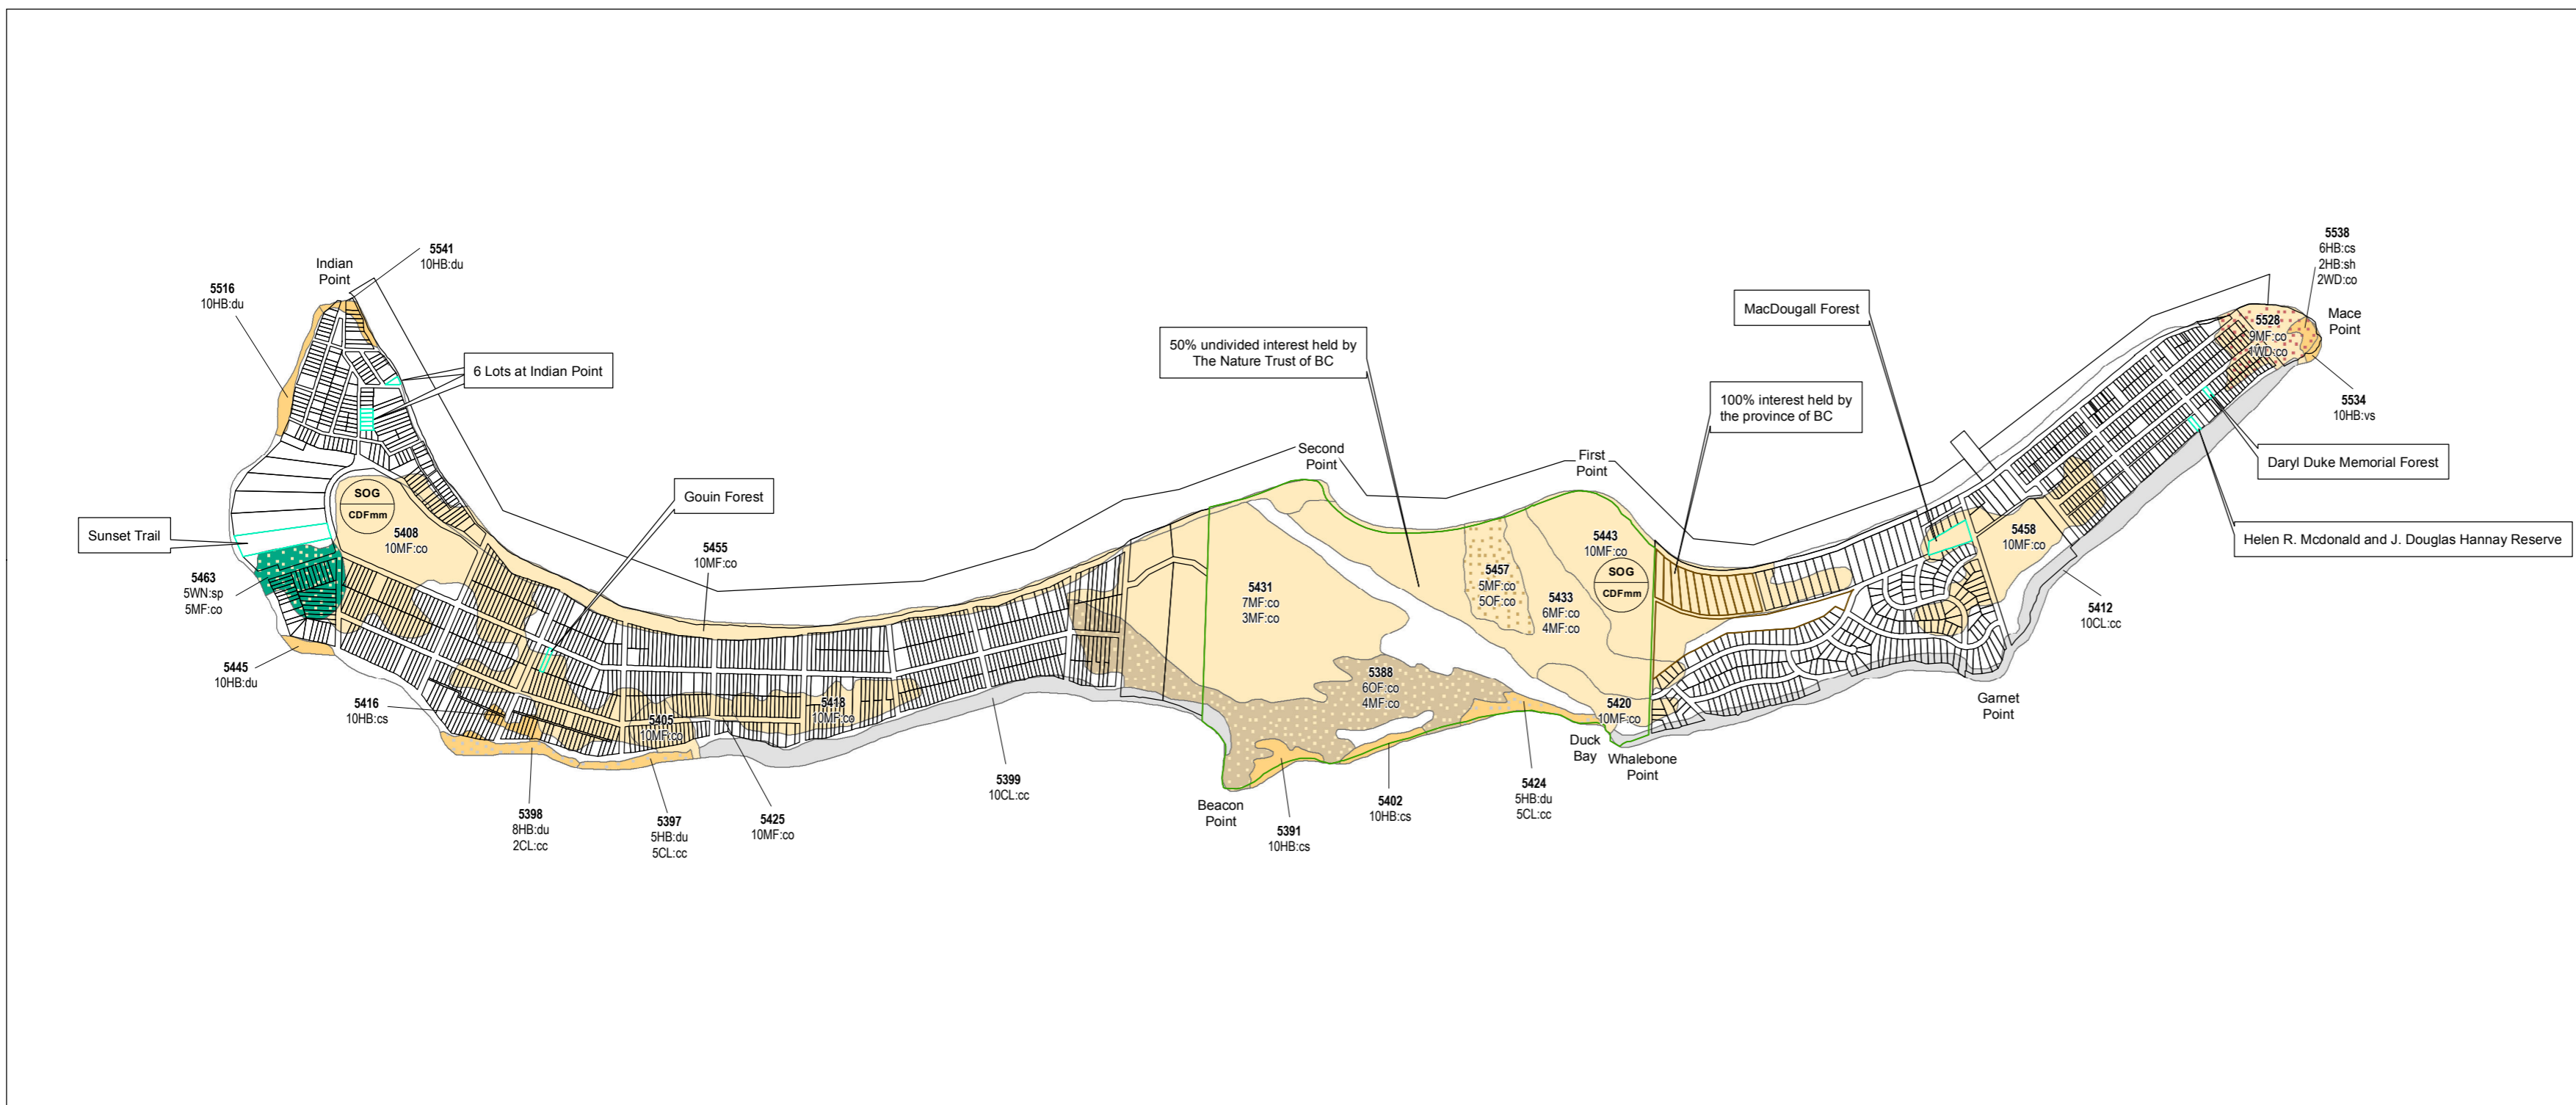 5541
10HB:du
Indian
Point
5516
10HB:du
6 Lots at Indian Point
SOG
CDFmm
5408
10MF:co
Sunset Trail
5463
5WN:sp
5MF:co
5445
10HB:du
5416
10HB:cs
Gouin Forest
5455
10MF:co
5405
10MF:co
5418
10MF:co
5398
8HB:du
2CL:cc
5397
5HB:du
5CL:cc
5425
10MF:co
5399
10CL:cc
50% undivided interest held by
The Nature Trust of BC
Second
Point
First
Point
5431
7MF:co
3MF:co
5457
5MF:co
5OF:co
5443
10MF:co
SOG
CDFmm
5433
6MF:co
4MF:co
5388
6OF:co
4MF:co
5420
10MF:co
Beacon
Point
5391
10HB:cs
5402
10HB:cs
5424
5HB:du
5CL:cc
Duck
Bay
Whalebone
Point
100% interest held by
the province of BC
MacDougall Forest
5458
10MF:co
5412
10CL:cc
Garnet
Point
5538
6HB:cs
2HB:sh
2WD:co
Mace
Point
5528
9MF:co
1WD:co
5534
10HB:vs
Daryl Duke Memorial Forest
Helen R. Mcdonald and J. Douglas Hannay Reserve